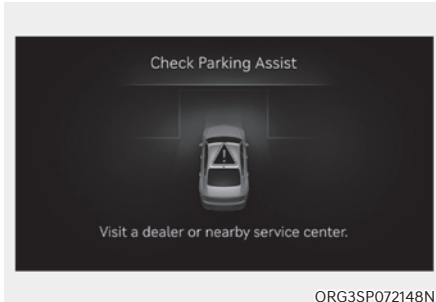 Check Parking Assist
Visit a dealer or nearby service center.
ORG3SP072148N